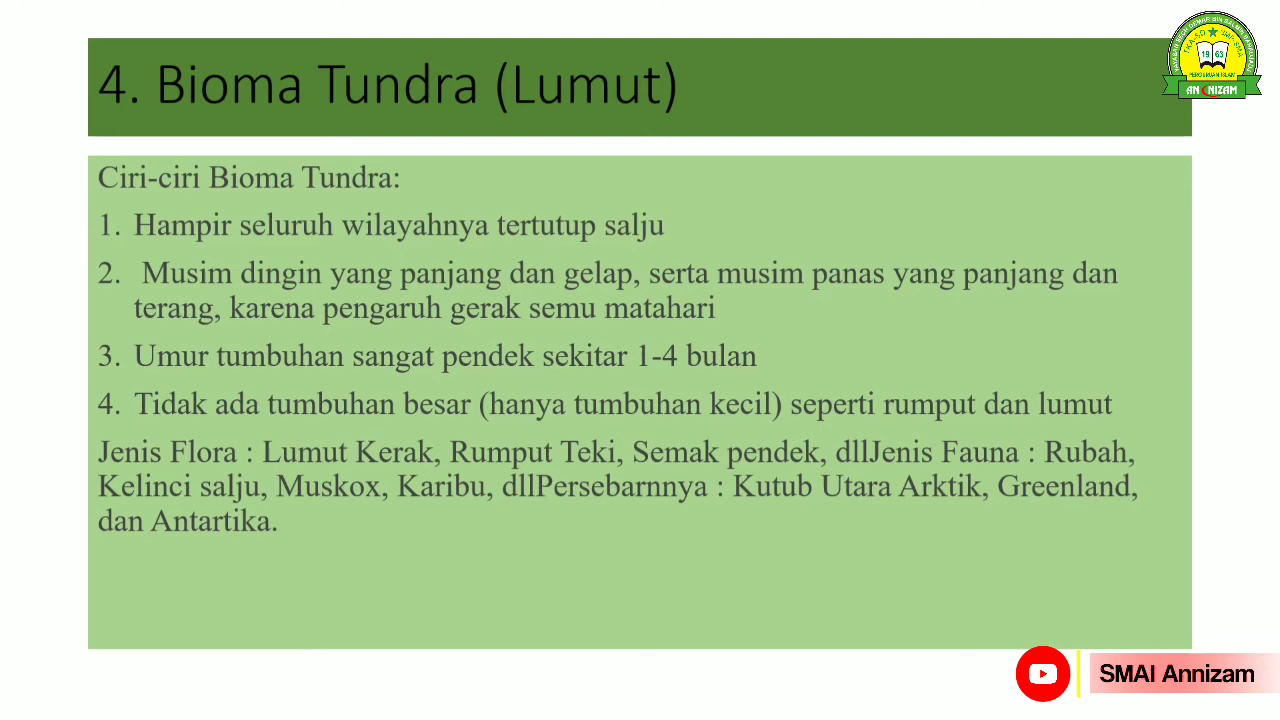 4. Bioma Tundra (Lumut)
Ciri-ciri Bioma Tundra:
1. Hampir seluruh wilayahnya tertutup salju
2. Musim dingin yang panjang dan gelap, serta musim panas yang panjang dan
terang, karena pengaruh gerak semu matahari
3. Umur tumbuhan sangat pendek sekitar 1-4 bulan
4. Tidak ada tumbuhan besar (hanya tumbuhan kecil) seperti rumput dan lumut
Jenis Flora : Lumut Kerak, Rumput Teki, Semak pendek, dllJenis Fauna : Rubah,
Kelinci salju, Muskox, Karibu, dllPersebarnnya : Kutub Utara Arktik, Greenland,
dan Antartika.
19 63
PERGURUAN ISLAM
AN NIZAM
SMAI Annizam